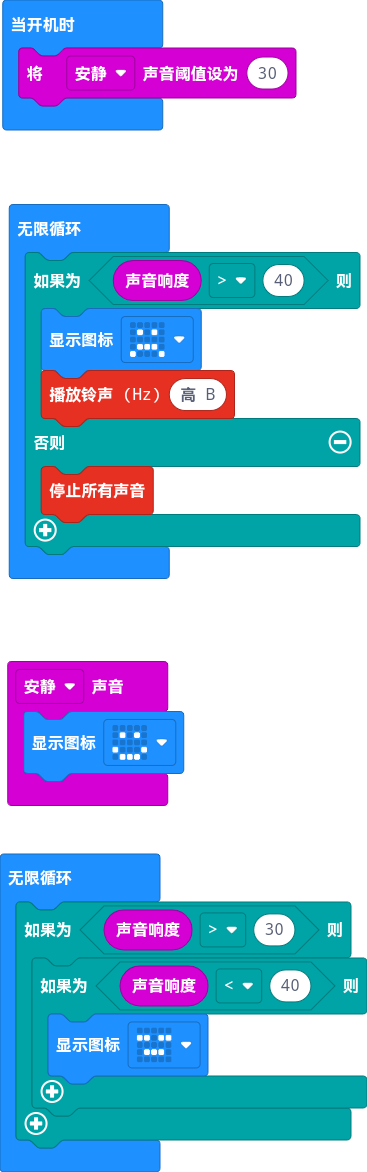 当开机时
将 安静 声音阈值设为 30
无限循环
如果为 声音响度 > 40 则
显示图标
播放铃声 (Hz) 高 B
否则
停止所有声音
安静 声音
显示图标
无限循环
如果为 声音响度 > 30 则
如果为 声音响度 < 40 则
显示图标